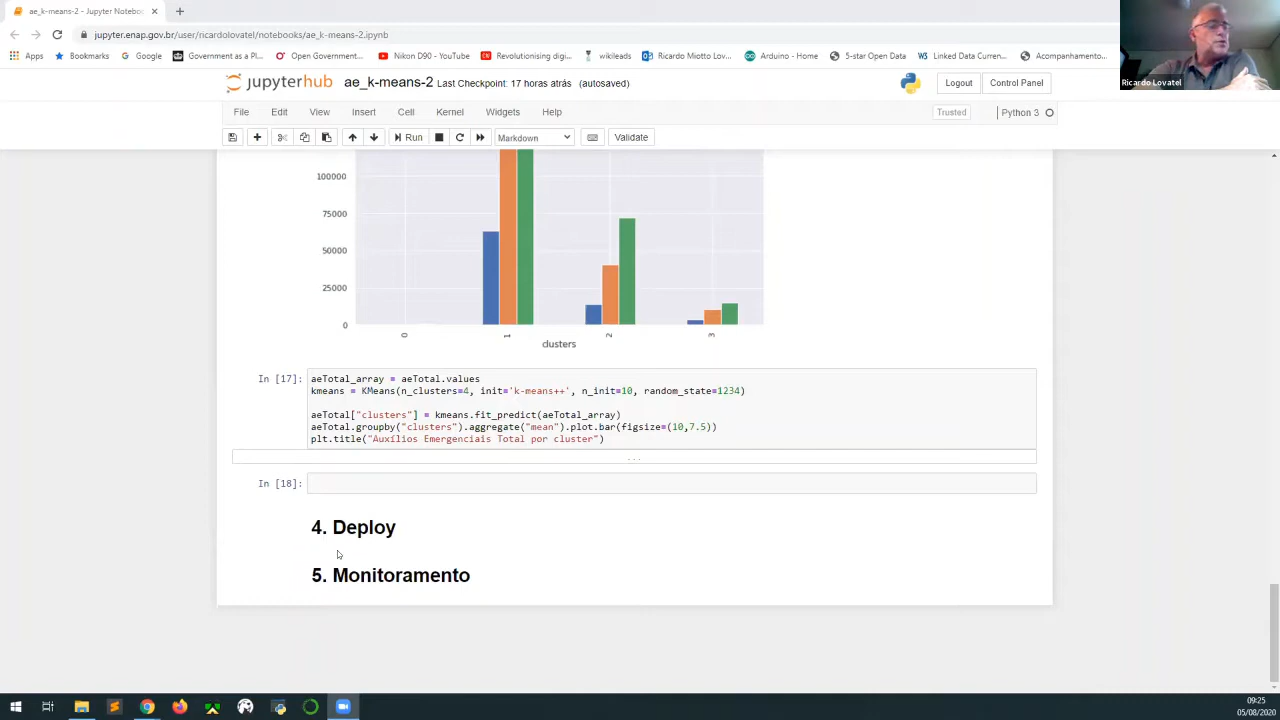 ae_k-means-2 - Jupyter Noteboo
jupyter.enap.gov.br/user/ricardolovatel/notebooks/ae_k-means-2.ipynb
Apps Bookmarks Google Government as a Pl... Open Government... Nikon D90 - YouTube Revolutionising digi... wikileads Ricardo Miotto Lov... Arduino - Home 5-star Open Data Linked Data Curren... Acompanhamento...
Ricardo Lovatel
jupyterhub ae_k-means-2 Last Checkpoint: 17 horas atrás (autosaved) Logout Control Panel
File Edit View Insert Cell Kernel Widgets Help Trusted Python 3
Run Markdown Validate
100000
75000
50000
25000
0
0 1 2 3
clusters
In [17]: aeTotal_array = aeTotal.values
kmeans = KMeans(n_clusters=4, init='k-means++', n_init=10, random_state=1234)
aeTotal["clusters"] = kmeans.fit_predict(aeTotal_array)
aeTotal.groupby("clusters").aggregate("mean").plot.bar(figsize=(10,7.5))
plt.title("Auxílios Emergenciais Total por cluster")
...
In [18]:
4. Deploy
5. Monitoramento
09:25
05/08/2020